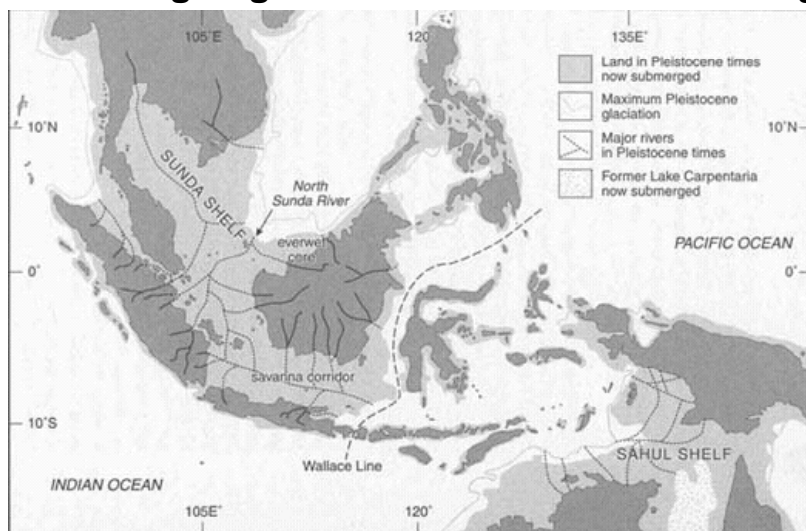 105˚E
120
135E˚
Land in Pleistocene times
now submerged
Maximum Pleistocene
glaciation
Major rivers
in Pleistocene times
Former Lake Carpentaria
now submerged
10˚N
10˚N
SUNDA SHELF
North
Sunda River
everwet
core
PACIFIC OCEAN
0˚
0˚
savanna corridor
10˚S
SAHUL SHELF
Wallace Line
INDIAN OCEAN
105˚E
120
135˚E